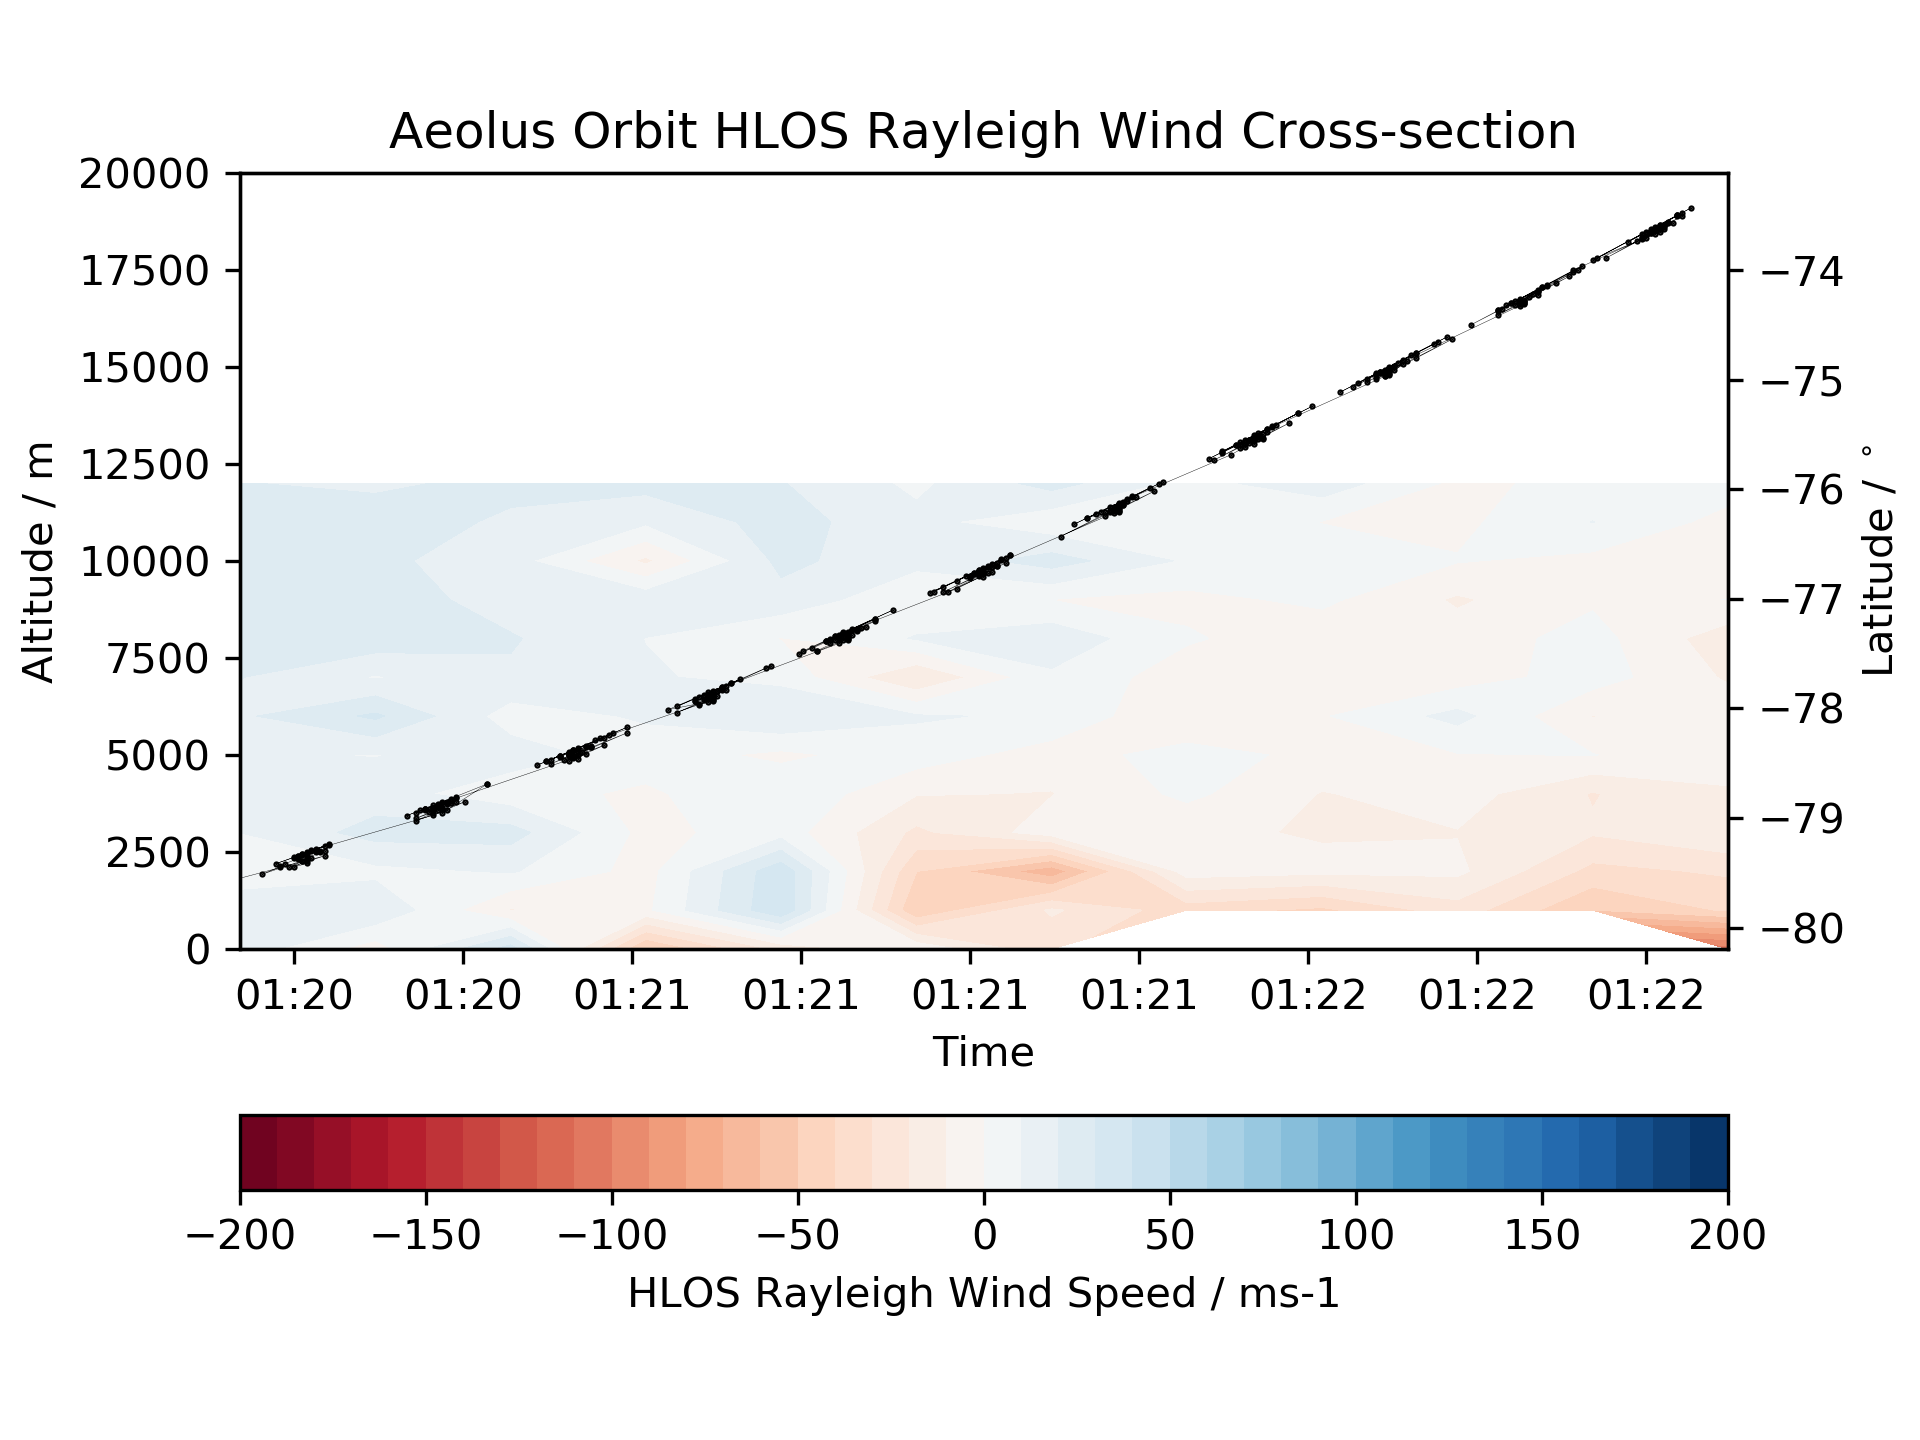 Aeolus Orbit HLOS Rayleigh Wind Cross-section
20000
17500
15000
12500
10000
7500
5000
2500
0
Altitude / m
−74
−75
−76
−77
−78
−79
−80
Latitude / °
01:20 01:20 01:21 01:21 01:21 01:21 01:22 01:22 01:22
Time
−200 −150 −100 −50 0 50 100 150 200
HLOS Rayleigh Wind Speed / ms-1